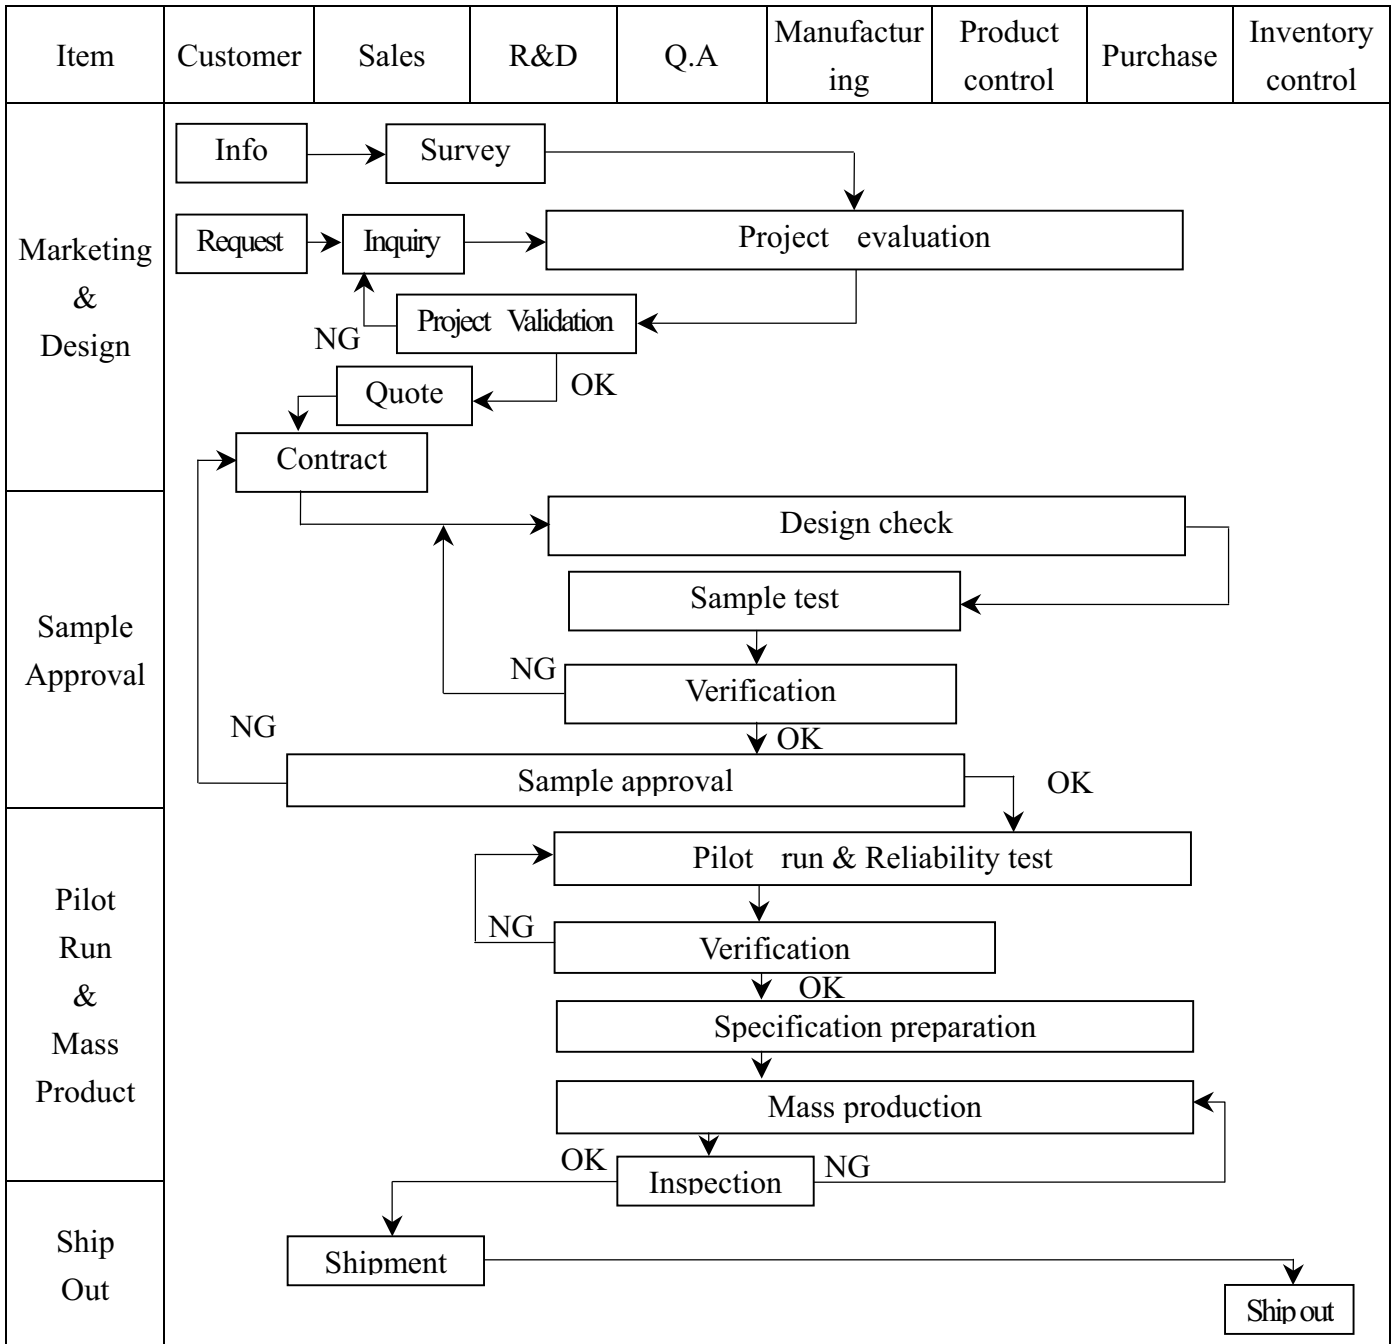 Item
Customer
Sales
R&D
Q.A
Manufactur
ing
Product
control
Purchase
Inventory
control
Marketing
&
Design
Info
Survey
Request
Inquiry
Project evaluation
NG
Project Validation
Quote
OK
Contract
Sample
Approval
Design check
Sample test
NG
Verification
NG
OK
Sample approval
OK
Pilot
Run
&
Mass
Product
Pilot run & Reliability test
NG
Verification
OK
Specification preparation
Mass production
OK
Inspection
NG
Ship
Out
Shipment
Ship out